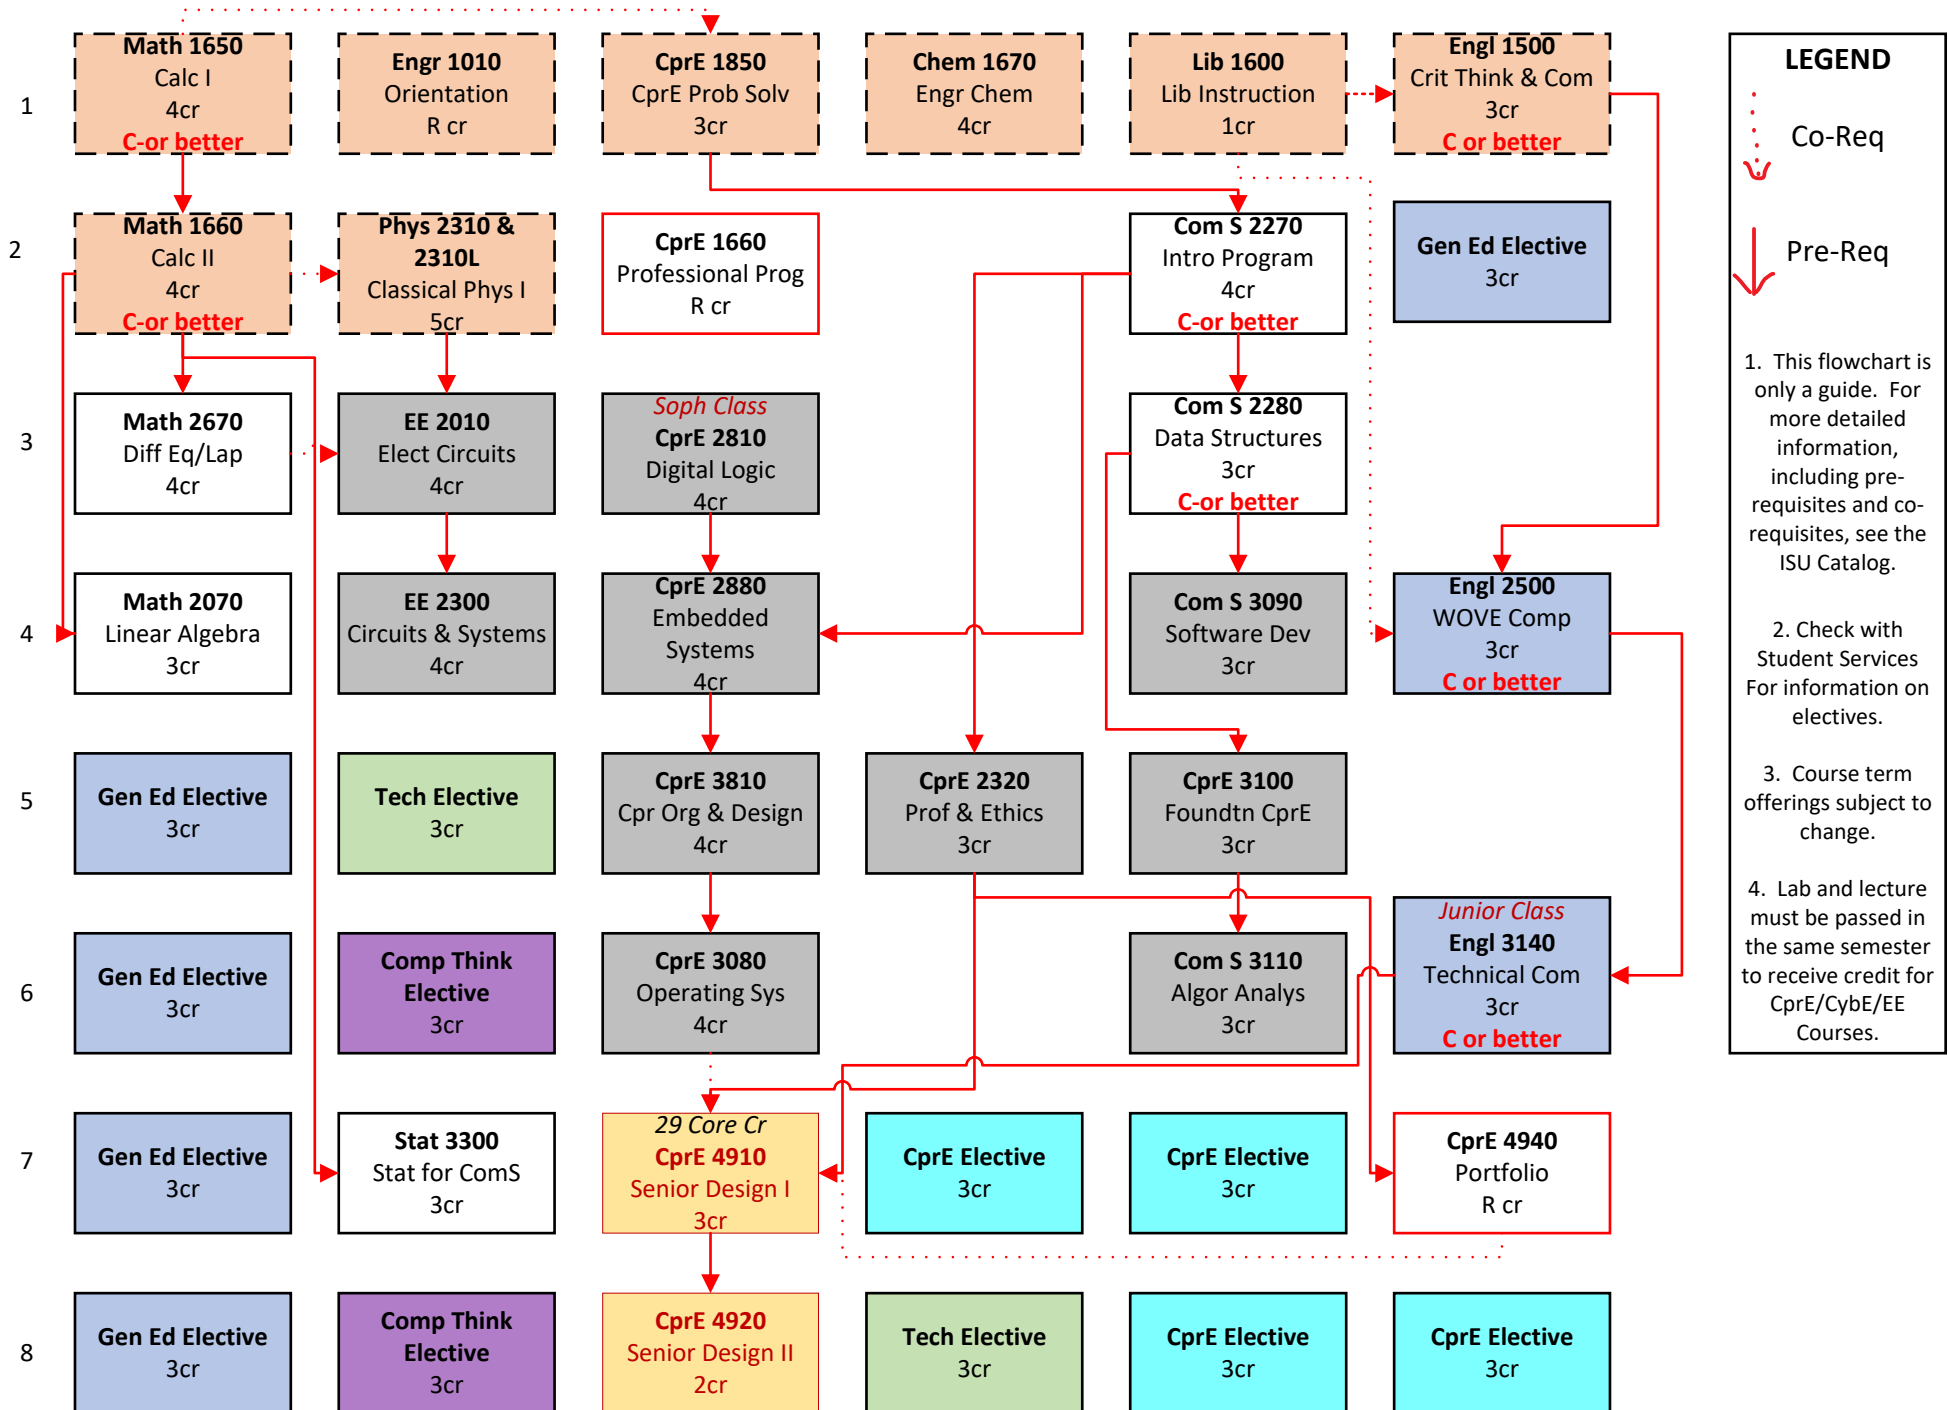 1
Math 1650
Calc I
4cr
C-or better
Engr 1010
Orientation
R cr
CprE 1850
CprE Prob Solv
3cr
Chem 1670
Engr Chem
4cr
Lib 1600
Lib Instruction
1cr
Engl 1500
Crit Think & Com
3cr
C or better
2
Math 1660
Calc II
4cr
C-or better
Phys 2310 &
2310L
Classical Phys I
5cr
CprE 1660
Professional Prog
R cr
Com S 2270
Intro Program
4cr
C-or better
Gen Ed Elective
3cr
3
Math 2670
Diff Eq/Lap
4cr
EE 2010
Elect Circuits
4cr
Soph Class
CprE 2810
Digital Logic
4cr
Com S 2280
Data Structures
3cr
C-or better
4
Math 2070
Linear Algebra
3cr
EE 2300
Circuits & Systems
4cr
CprE 2880
Embedded
Systems
4cr
Com S 3090
Software Dev
3cr
Engl 2500
WOVE Comp
3cr
C or better
5
Gen Ed Elective
3cr
Tech Elective
3cr
CprE 3810
Cpr Org & Design
4cr
CprE 2320
Prof & Ethics
3cr
CprE 3100
Foundtn CprE
3cr
6
Gen Ed Elective
3cr
Comp Think
Elective
3cr
CprE 3080
Operating Sys
4cr
Com S 3110
Algor Analys
3cr
Junior Class
Engl 3140
Technical Com
3cr
C or better
7
Gen Ed Elective
3cr
Stat 3300
Stat for ComS
3cr
29 Core Cr
CprE 4910
Senior Design I
3cr
CprE Elective
3cr
CprE Elective
3cr
CprE 4940
Portfolio
R cr
8
Gen Ed Elective
3cr
Comp Think
Elective
3cr
CprE 4920
Senior Design II
2cr
Tech Elective
3cr
CprE Elective
3cr
CprE Elective
3cr
LEGEND
Co-Req
Pre-Req
1. This flowchart is
only a guide. For
more detailed
information,
including pre-
requisites and co-
requisites, see the
ISU Catalog.
2. Check with
Student Services
For information on
electives.
3. Course term
offerings subject to
change.
4. Lab and lecture
must be passed in
the same semester
to receive credit for
CprE/CybE/EE
Courses.